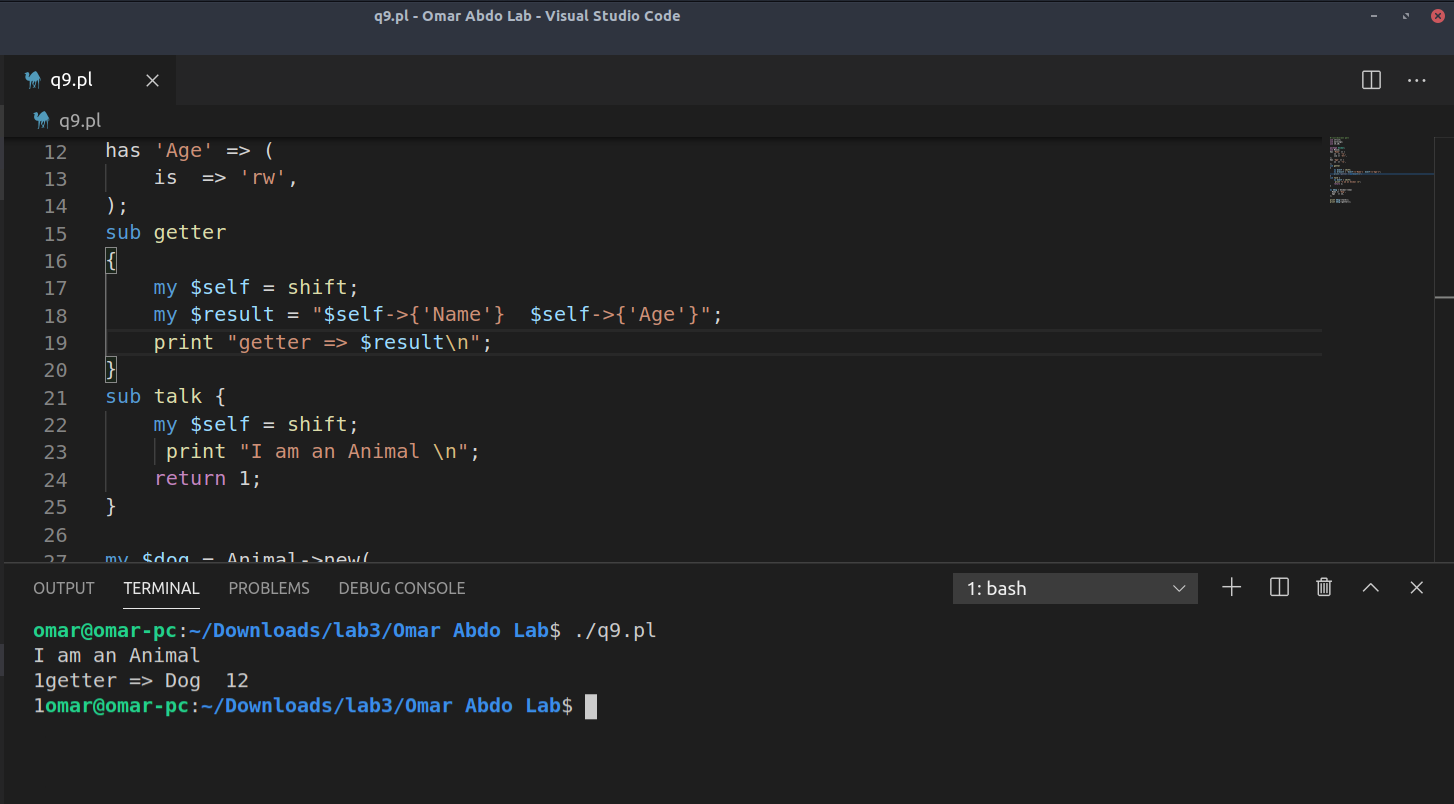 q9.pl - Omar Abdo Lab - Visual Studio Code
q9.pl
q9.pl
12 has 'Age' => (
13     is  => 'rw',
14 );
15 sub getter
16 {
17     my $self = shift;
18     my $result = "$self->{'Name'}  $self->{'Age'}";
19     print "getter => $result\n";
20 }
21 sub talk {
22     my $self = shift;
23      print "I am an Animal \n";
24     return 1;
25 }
26
27 my $dog = Animal->new(
OUTPUT TERMINAL PROBLEMS DEBUG CONSOLE 1: bash
omar@omar-pc:~/Downloads/lab3/Omar Abdo Lab$ ./q9.pl
I am an Animal
1getter => Dog  12
1omar@omar-pc:~/Downloads/lab3/Omar Abdo Lab$